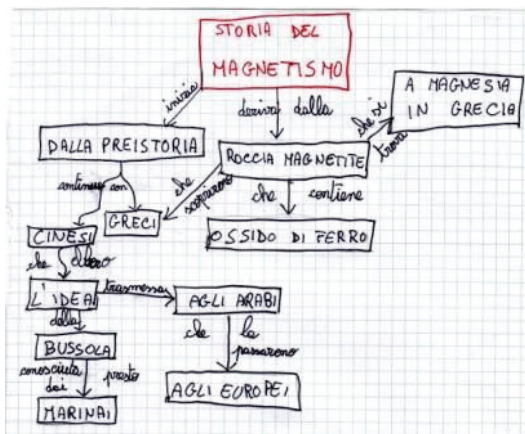 STORIA DEL
MAGNETISMO
inizia
deriva dalla
che si
trova
A MAGNESIA
IN GRECIA
DALLA PREISTORIA
ROCCIA MAGNETITE
continua con
che
scoprirono
che contiene
GRECI
CINESI
OSSIDO DI FERRO
che ebbero
L'IDEA
trasmessa
AGLI ARABI
della
che la
passarono
BUSSOLA
conosciuta presto
dai
AGLI EUROPEI
MARINAI